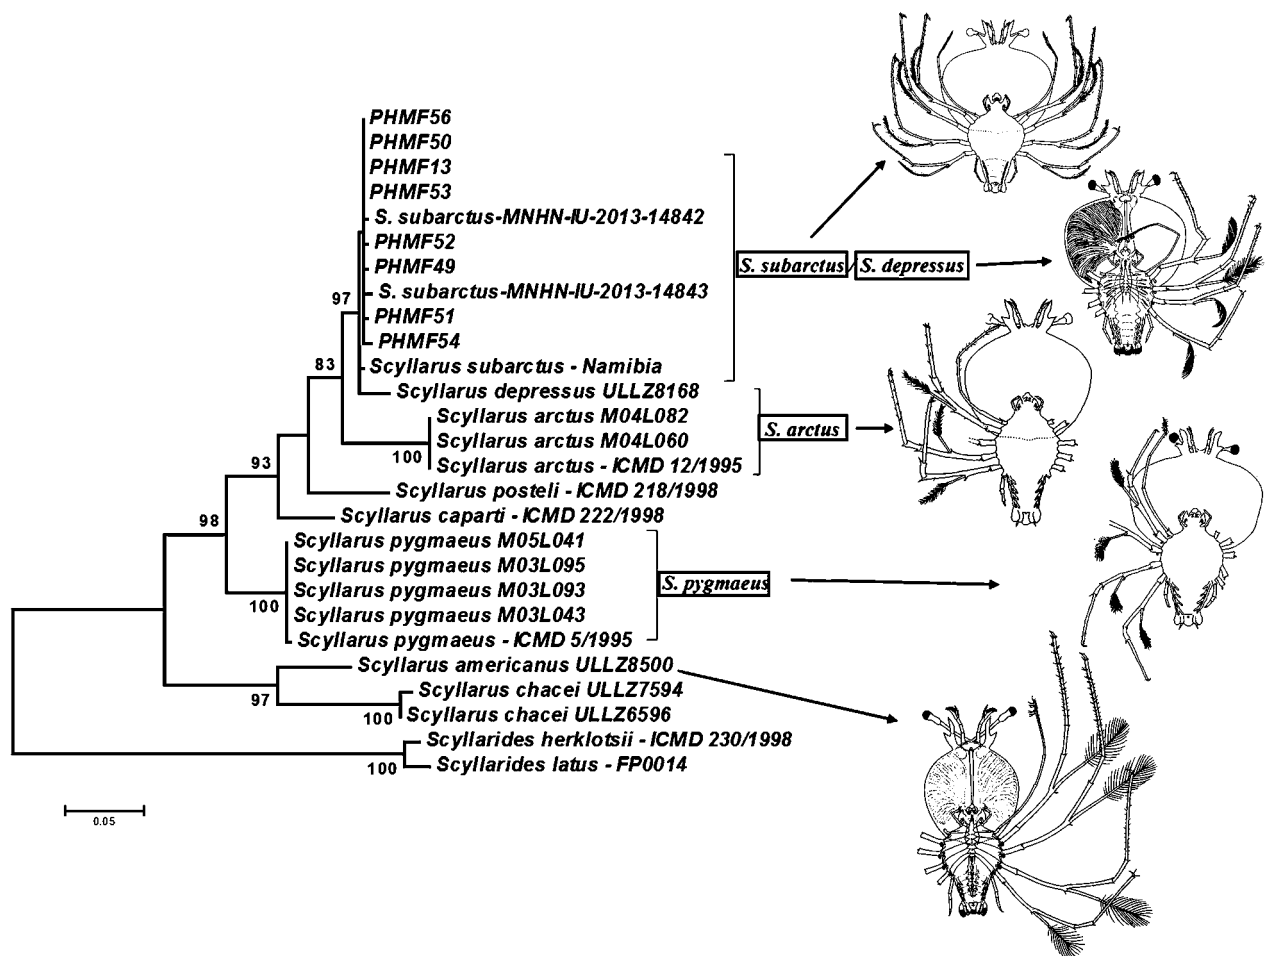 PHMF56
PHMF50
PHMF13
PHMF53
S. subarctus-MNHN-IU-2013-14842
PHMF52
PHMF49
S. subarctus-MNHN-IU-2013-14843
PHMF51
PHMF54
Scyllarus subarctus - Namibia
Scyllarus depressus ULLZ8168
Scyllarus arctus M04L082
Scyllarus arctus M04L060
Scyllarus arctus - ICMD 12/1995
Scyllarus posteli - ICMD 218/1998
Scyllarus caparti - ICMD 222/1998
Scyllarus pygmaeus M05L041
Scyllarus pygmaeus M03L095
Scyllarus pygmaeus M03L093
Scyllarus pygmaeus M03L043
Scyllarus pygmaeus - ICMD 5/1995
Scyllarus americanus ULLZ8500
Scyllarus chacei ULLZ7594
Scyllarus chacei ULLZ6596
Scyllarides herklotsii - ICMD 230/1998
Scyllarides latus - FP0014
97
83
100
93
98
100
97
100
100
0.05
S. subarctus / S. depressus
S. arctus
S. pygmaeus